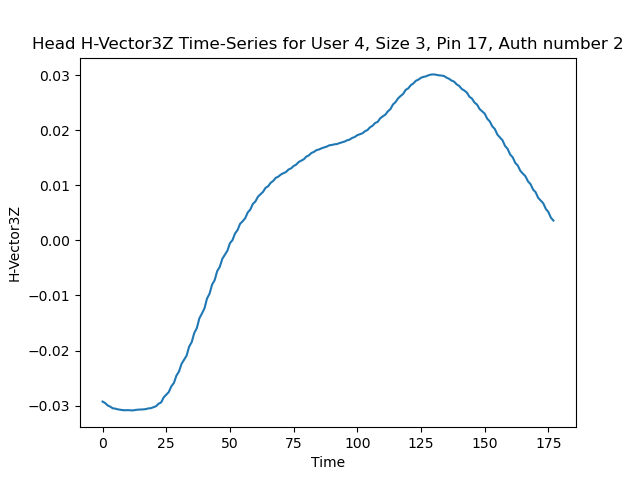 Head H-Vector3Z Time-Series for User 4, Size 3, Pin 17, Auth number 2
H-Vector3Z
0.03
0.02
0.01
0.00
−0.01
−0.02
−0.03
0 25 50 75 100 125 150 175
Time